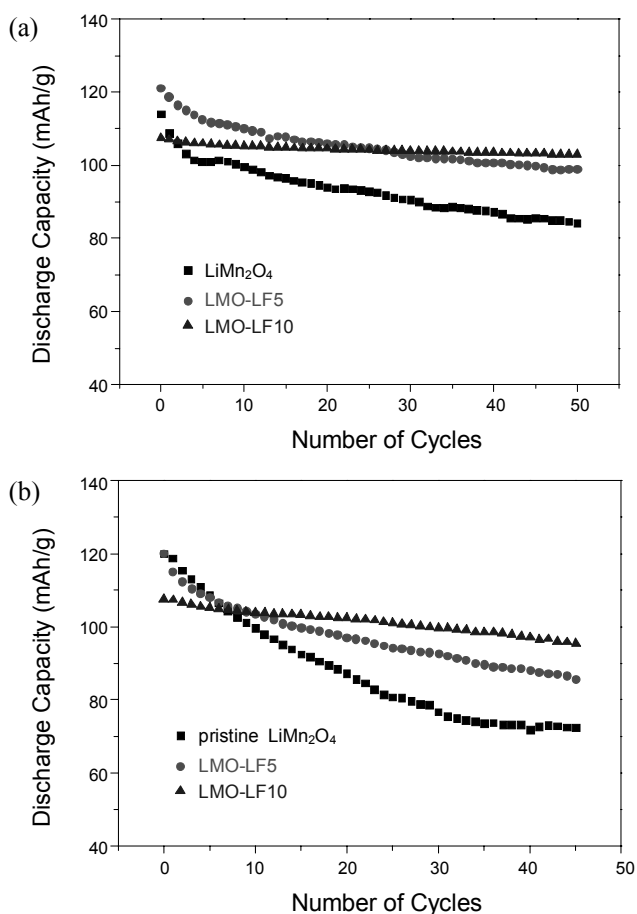 (a)
140
120
100
80
60
40
Discharge Capacity (mAh/g)
LiMn₂O₄
LMO-LF5
LMO-LF10
0 10 20 30 40 50
Number of Cycles
(b)
140
120
100
80
60
40
Discharge Capacity (mAh/g)
pristine LiMn₂O₄
LMO-LF5
LMO-LF10
0 10 20 30 40 50
Number of Cycles